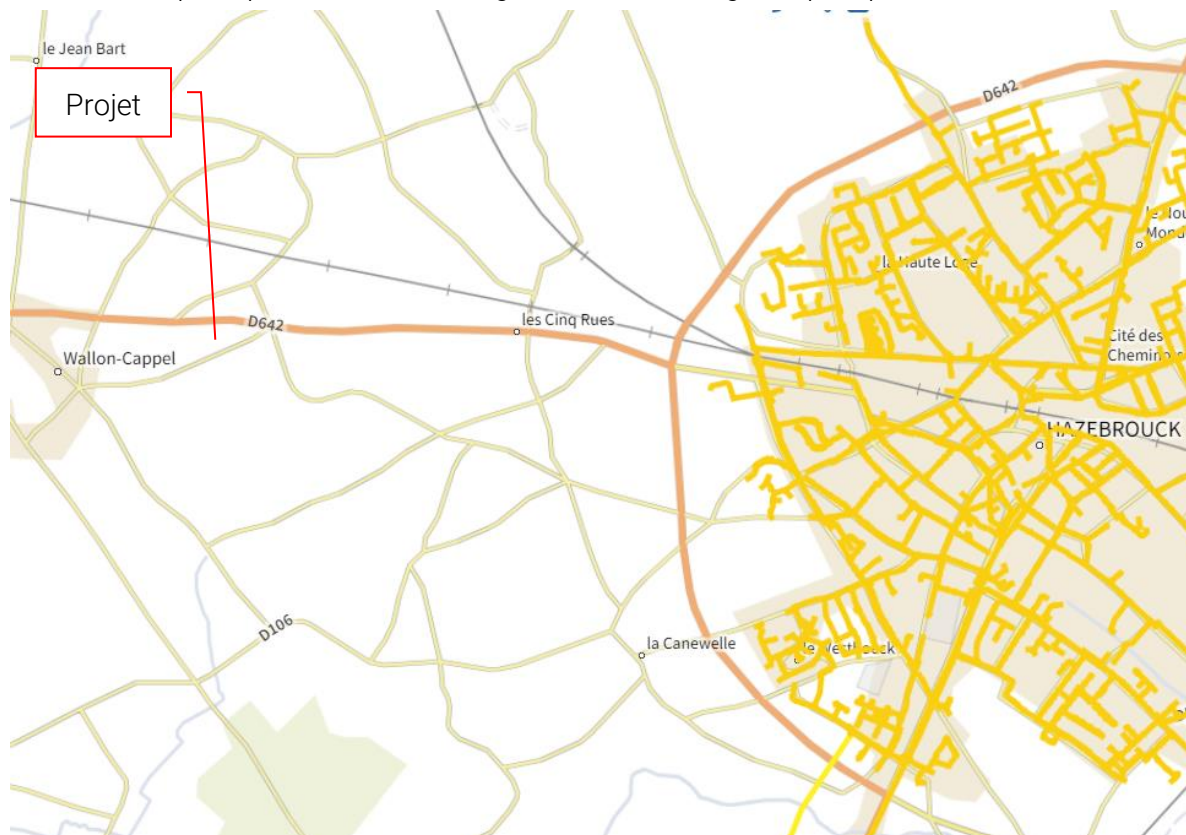 le Jean Bart
Projet
D642
la Haute Loge
D642
les Cinq Rues
Cité des
Wallon-Cappel
HAZEBROUCK
D106
la Canewelle